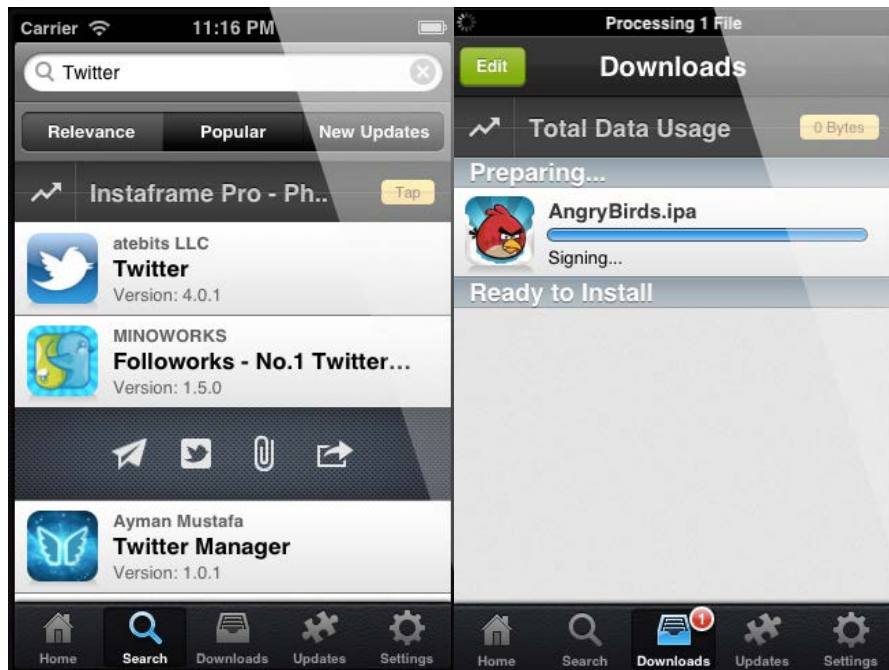 Carrier 11:16 PM
Twitter
Relevance Popular New Updates
Instaframe Pro - Ph.. Tap
atebits LLC
Twitter
Version: 4.0.1
MINOWORKS
Followorks - No.1 Twitter...
Version: 1.5.0
Ayman Mustafa
Twitter Manager
Version: 1.0.1
Home Search Downloads Updates Settings
Processing 1 File
Edit Downloads
Total Data Usage 0 Bytes
Preparing...
AngryBirds.ipa
Signing...
Ready to Install
1
Home Search Downloads Updates Settings